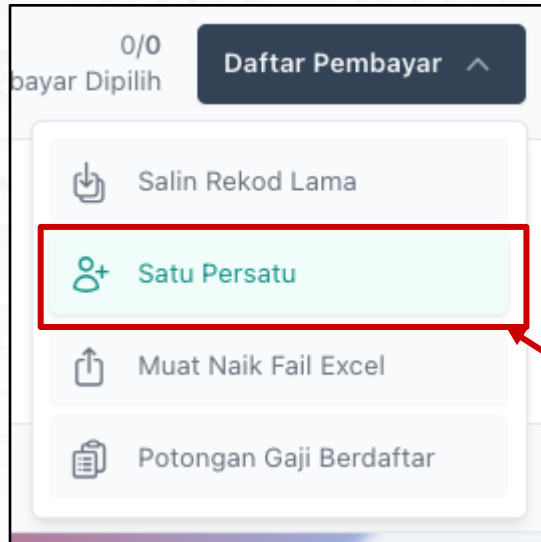 0/0
bayar Dipilih
Daftar Pembayar
Salin Rekod Lama
Satu Persatu
Muat Naik Fail Excel
Potongan Gaji Berdaftar